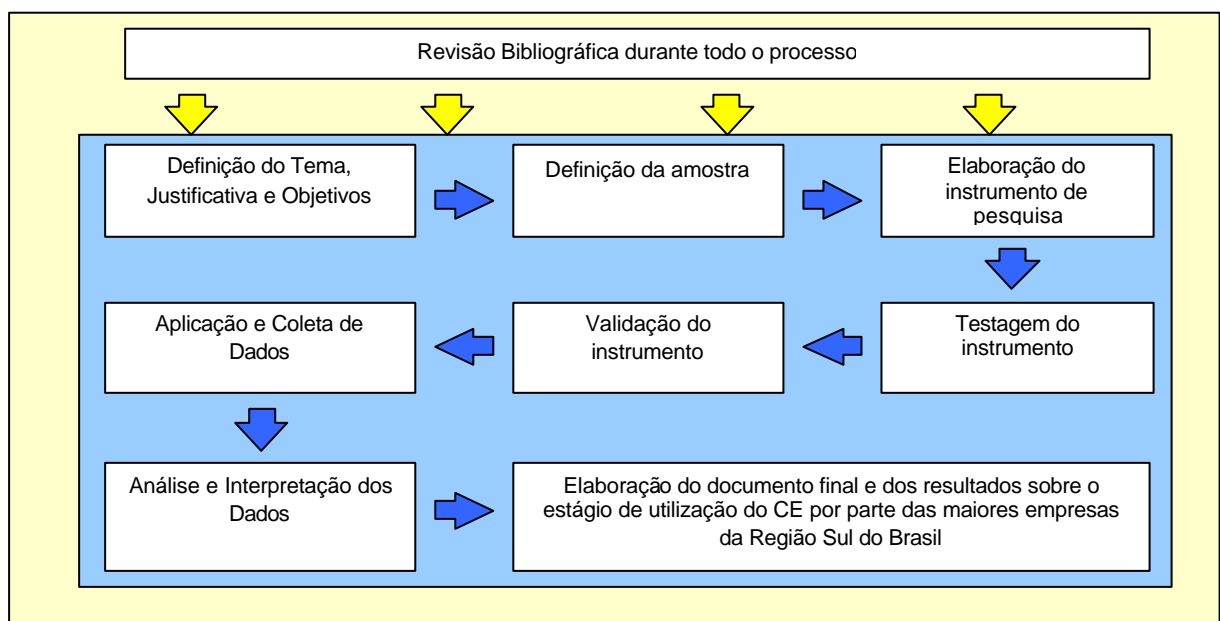 Revisão Bibliográfica durante todo o processo
Definição do Tema,
Justificativa e Objetivos
Definição da amostra
Elaboração do
instrumento de
pesquisa
Testagem do
instrumento
Validação do
instrumento
Aplicação e Coleta de
Dados
Análise e Interpretação dos
Dados
Elaboração do documento final e dos resultados sobre o
estágio de utilização do CE por parte das maiores empresas
da Região Sul do Brasil